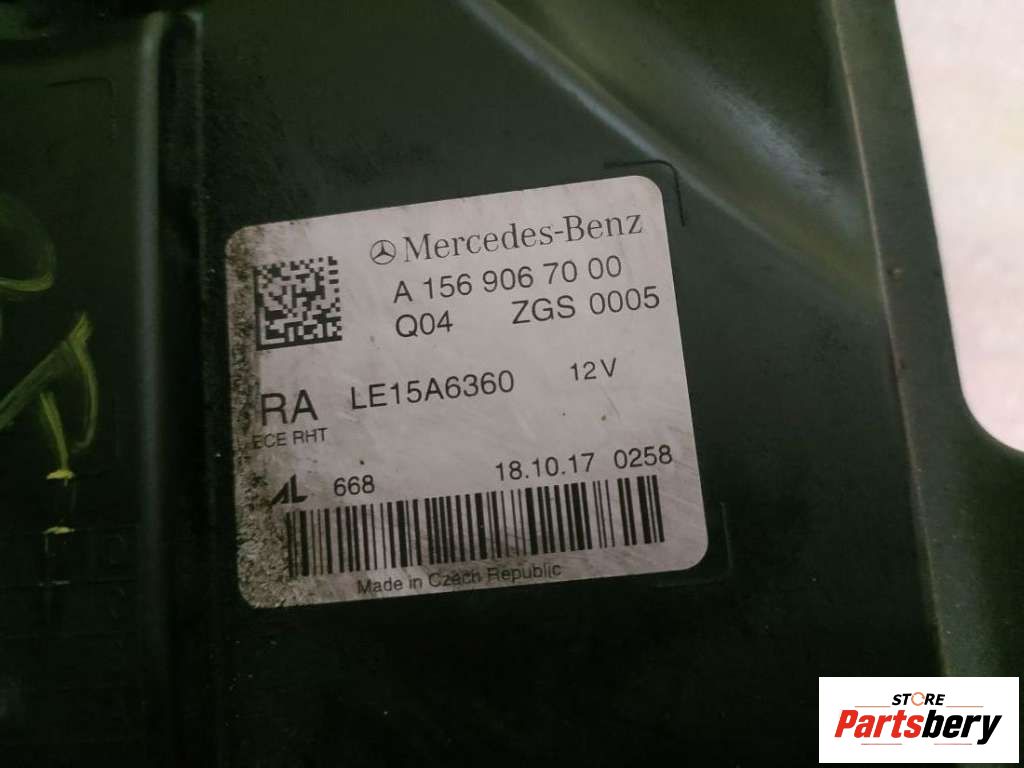 Mercedes-Benz
A 156 906 70 00
Q04 ZGS 0005
RA LE15A6360 12V
ECE RHT
AL 668 18.10.17 0258
Made in Czech Republic
STORE
Partsbery